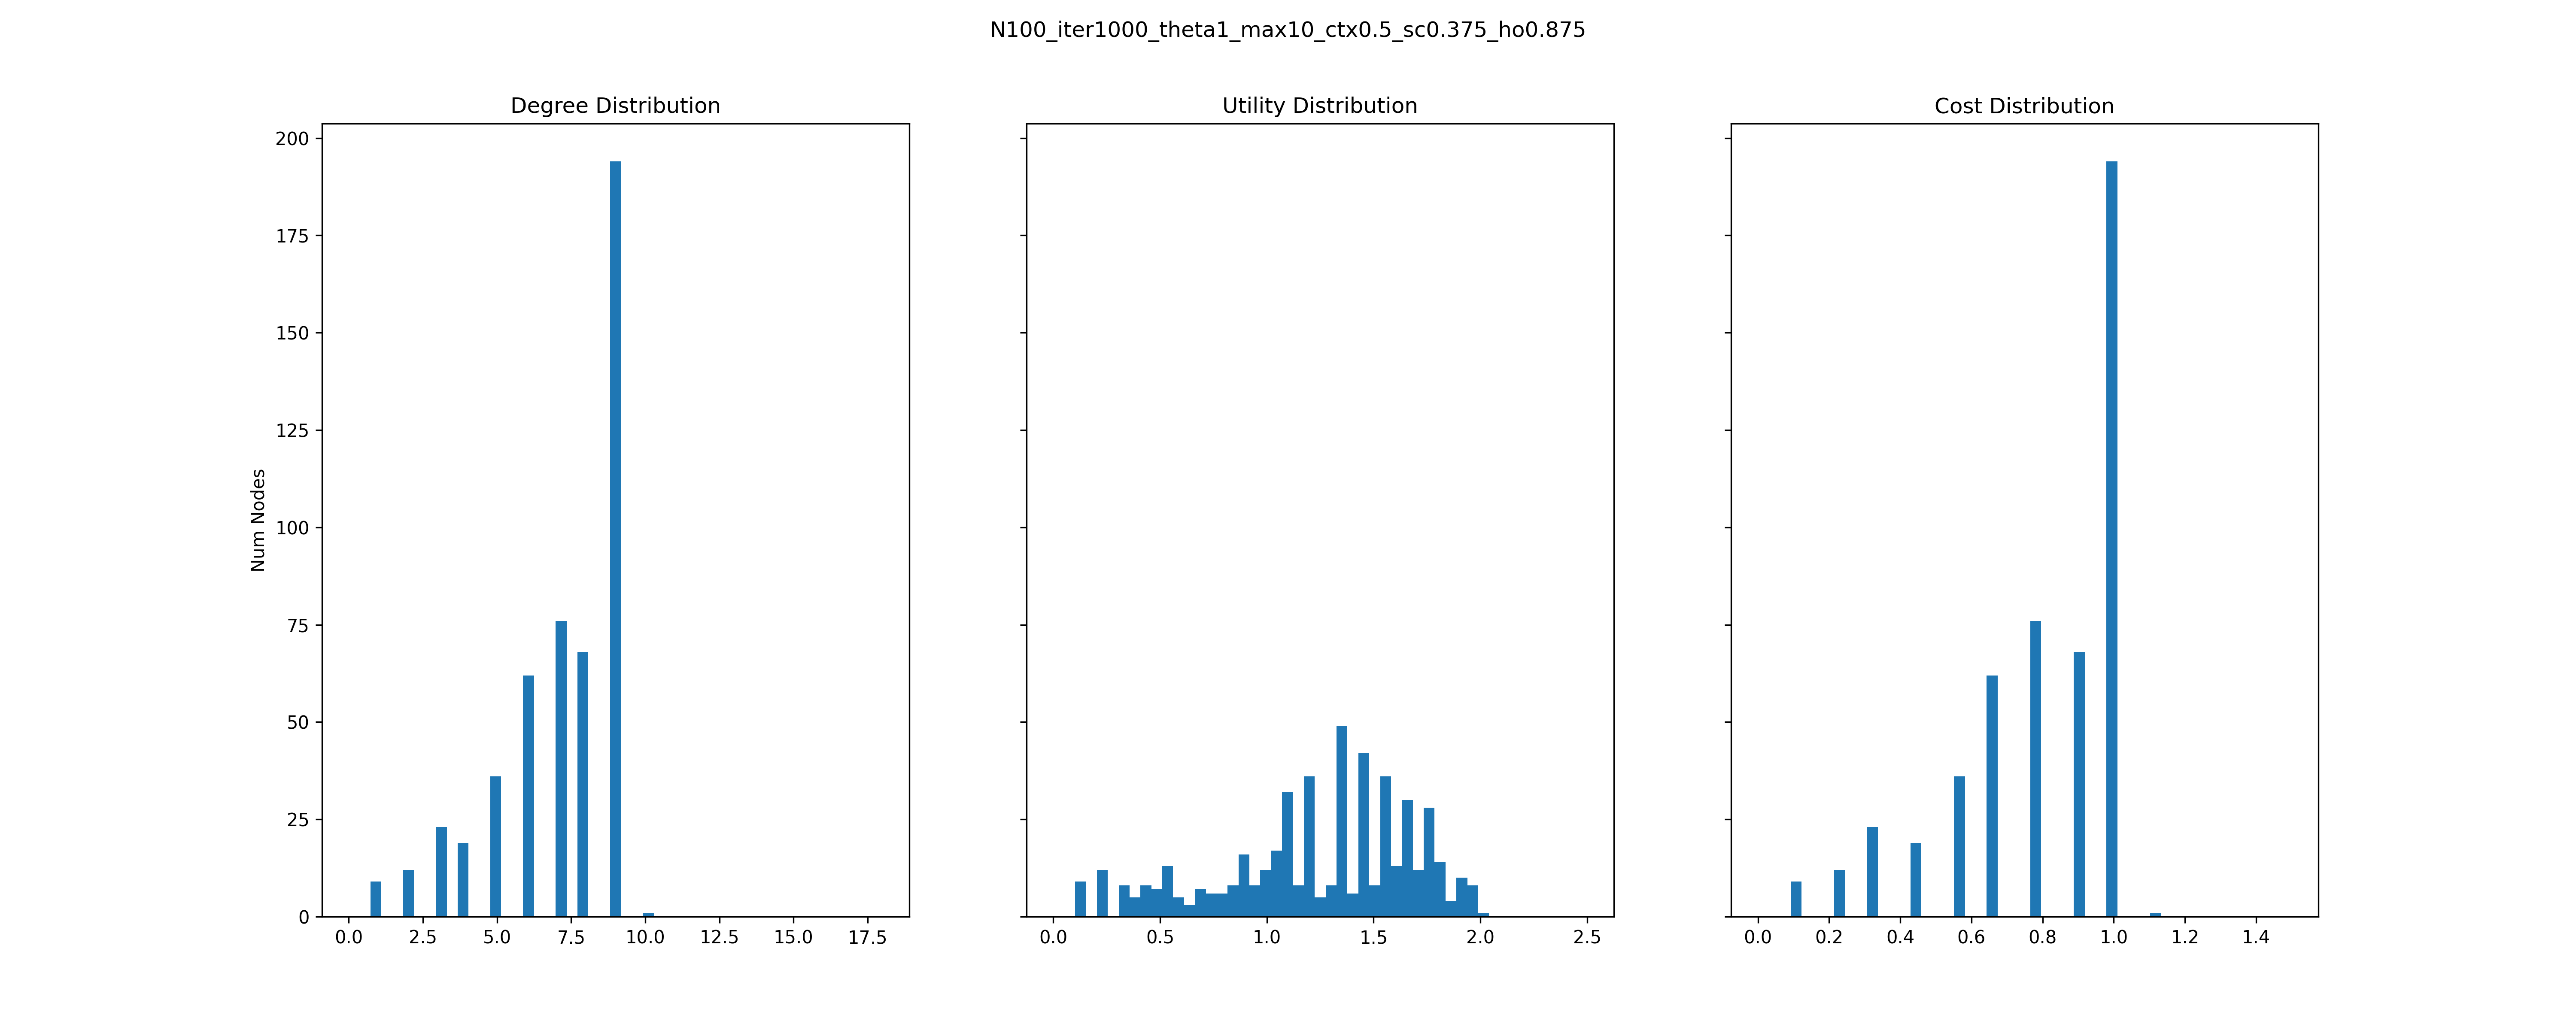 N100_iter1000_theta1_max10_ctx0.5_sc0.375_ho0.875
Degree Distribution
Utility Distribution
Cost Distribution
Num Nodes
200
175
150
125
100
75
50
25
0
0.0 2.5 5.0 7.5 10.0 12.5 15.0 17.5
0.0 0.5 1.0 1.5 2.0 2.5
0.0 0.2 0.4 0.6 0.8 1.0 1.2 1.4